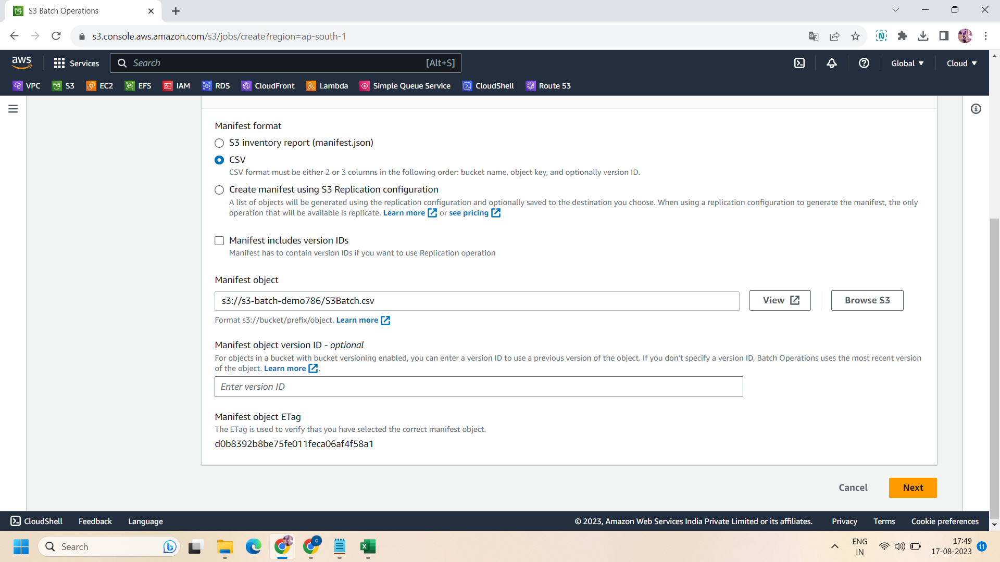 S3 Batch Operations
s3.console.aws.amazon.com/s3/jobs/create?region=ap-south-1
aws
Services
Search
[Alt+S]
Global
Cloud
VPC
S3
EC2
EFS
IAM
RDS
CloudFront
Lambda
Simple Queue Service
CloudShell
Route 53
Manifest format
S3 inventory report (manifest.json)
CSV
CSV format must be either 2 or 3 columns in the following order: bucket name, object key, and optionally version ID.
Create manifest using S3 Replication configuration
A list of objects will be generated using the replication configuration and optionally saved to the destination you choose. When using a replication configuration to generate the manifest, the only
operation that will be available is replicate. Learn more or see pricing
Manifest includes version IDs
Manifest has to contain version IDs if you want to use Replication operation
Manifest object
s3://s3-batch-demo786/S3Batch.csv
View
Browse S3
Format s3://bucket/prefix/object. Learn more
Manifest object version ID - optional
For objects in a bucket with bucket versioning enabled, you can enter a version ID to use a previous version of the object. If you don't specify a version ID, Batch Operations uses the most recent version
of the object. Learn more .
Enter version ID
Manifest object ETag
The ETag is used to verify that you have selected the correct manifest object.
d0b8392b8be75fe011feca06af4f58a1
Cancel
Next
CloudShell
Feedback
Language
© 2023, Amazon Web Services India Private Limited or its affiliates.
Privacy
Terms
Cookie preferences
Search
ENG
IN
17:49
17-08-2023
11